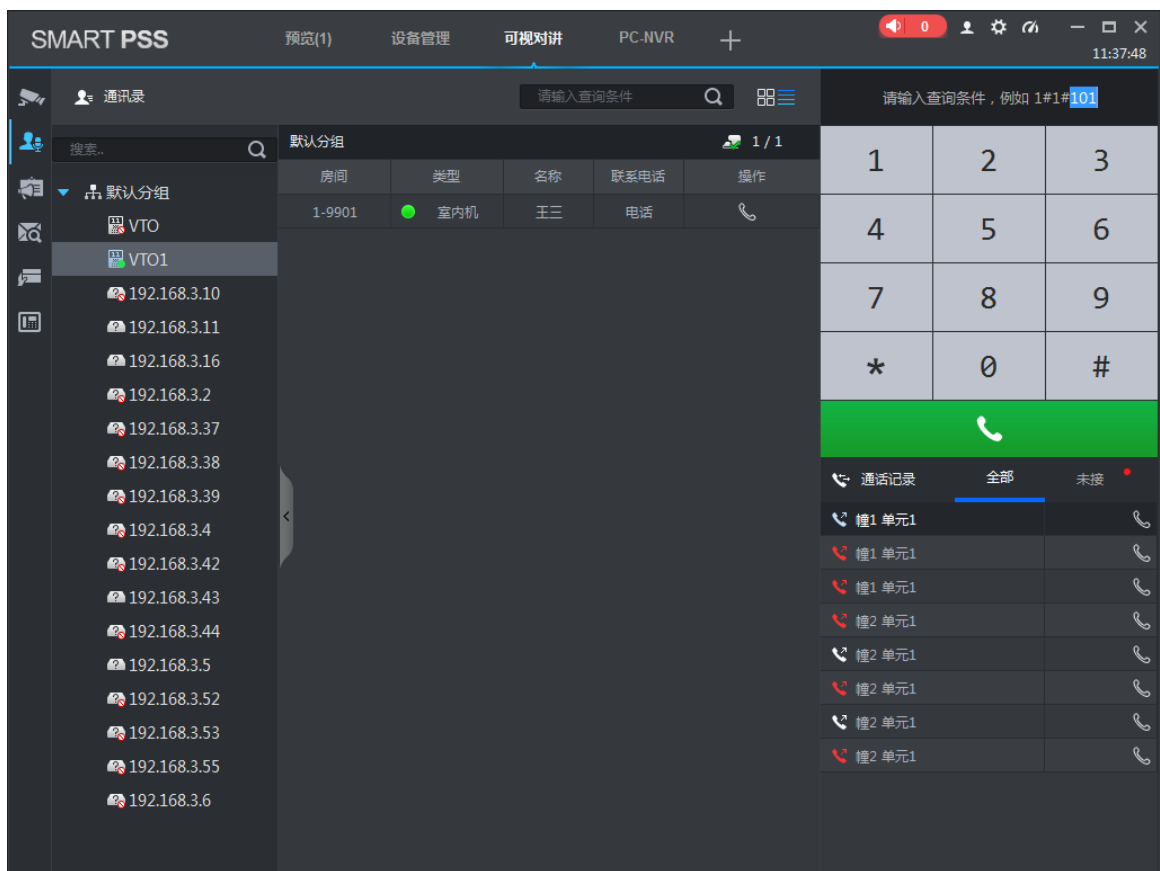 SMART PSS
预览(1)
设备管理
可视对讲
PC-NVR
0
11:37:48
通讯录
请输入查询条件
请输入查询条件，例如 1#1#101
搜索..
默认分组
VTO
VTO1
192.168.3.10
192.168.3.11
192.168.3.16
192.168.3.2
192.168.3.37
192.168.3.38
192.168.3.39
192.168.3.4
192.168.3.42
192.168.3.43
192.168.3.44
192.168.3.5
192.168.3.52
192.168.3.53
192.168.3.55
192.168.3.6
默认分组
1 / 1
房间 类型 名称 联系电话 操作
1-9901 室内机 王三 电话
1 2 3
4 5 6
7 8 9
* 0 #
通话记录 全部 未接
幢1 单元1
幢1 单元1
幢1 单元1
幢2 单元1
幢2 单元1
幢2 单元1
幢2 单元1
幢2 单元1